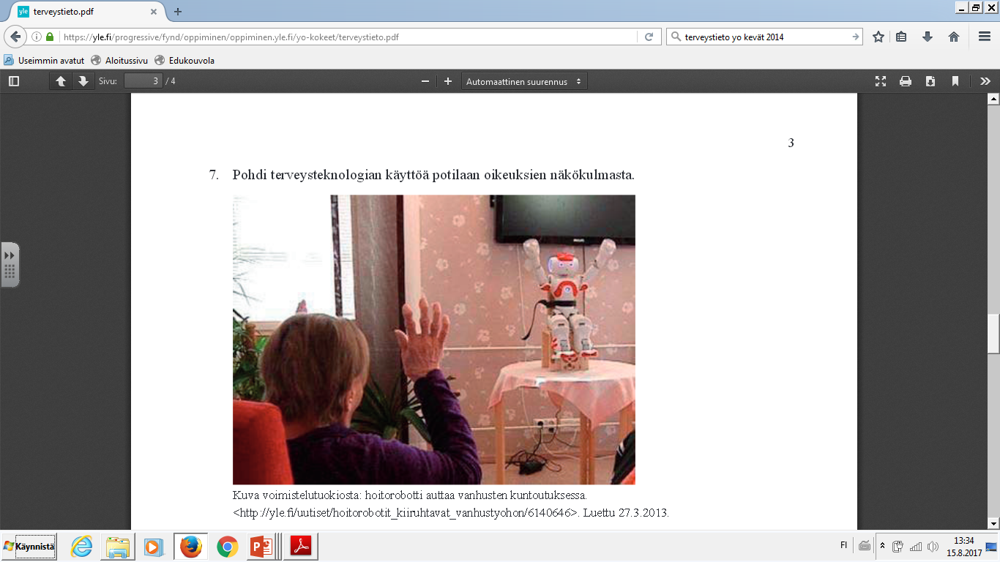 yle terveystieto.pdf
https://yle.fi/progressive/fynd/oppiminen/oppiminen.yle.fi/yo-kokeet/terveystieto.pdf
terveystieto yo kevät 2014
Useimmin avatut Aloitussivu Edukouvola
Sivu: 3 / 4 Automaattinen suurennus
3
7. Pohdi terveysteknologian käyttöä potilaan oikeuksien näkökulmasta.
PHILIPS
Kuva voimistelutuokiosta: hoitorobotti auttaa vanhusten kuntoutuksessa.
<http://yle.fi/uutiset/hoitorobotit_kiiruhtavat_vanhustyohon/6140646>. Luettu 27.3.2013.
Käynnistä FI 13:34
15.8.2017